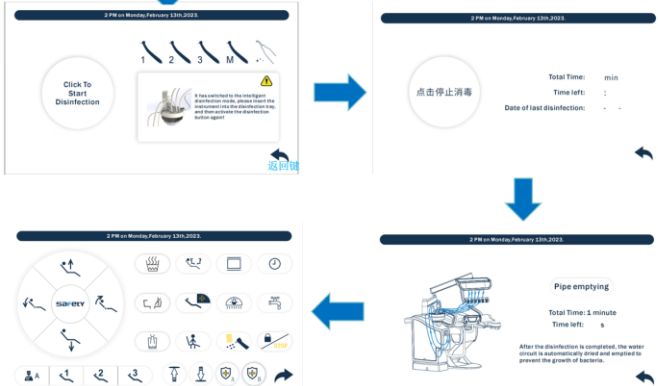 2 PM on Monday,February 13th,2023.
Click To
Start
Disinfection
1 2 3 M
It has switched to the intelligent
disinfection mode, please insert the
instrument into the disinfection tray,
and then activate the disinfection
button again!
返回键
2 PM on Monday,February 13th,2023.
点击停止消毒
Total Time: min
Time left: :
Date of last disinfection: - -
2 PM on Monday,February 13th,2023.
Pipe emptying
Total Time: 1 minute
Time left: s
After the disinfection is completed, the water
circuit is automatically dried and emptied to
prevent the growth of bacteria.
2 PM on Monday,February 13th,2023.
safety
STOP
A 1 2 3 A B